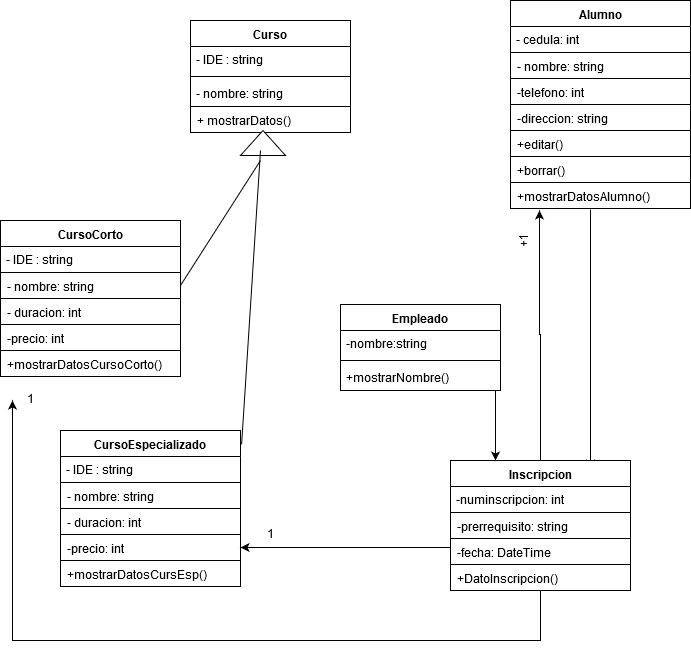 Curso
- IDE : string
- nombre: string
+ mostrarDatos()
Alumno
- cedula: int
- nombre: string
-telefono: int
-direccion: string
+editar()
+borrar()
+mostrarDatosAlumno()
CursoCorto
- IDE : string
- nombre: string
- duracion: int
-precio: int
+mostrarDatosCursoCorto()
+1
Empleado
-nombre:string
+mostrarNombre()
1
CursoEspecializado
- IDE : string
- nombre: string
- duracion: int
-precio: int
+mostrarDatosCursEsp()
1
Inscripcion
-numinscripcion: int
-prerrequisito: string
-fecha: DateTime
+DatoInscripcion()